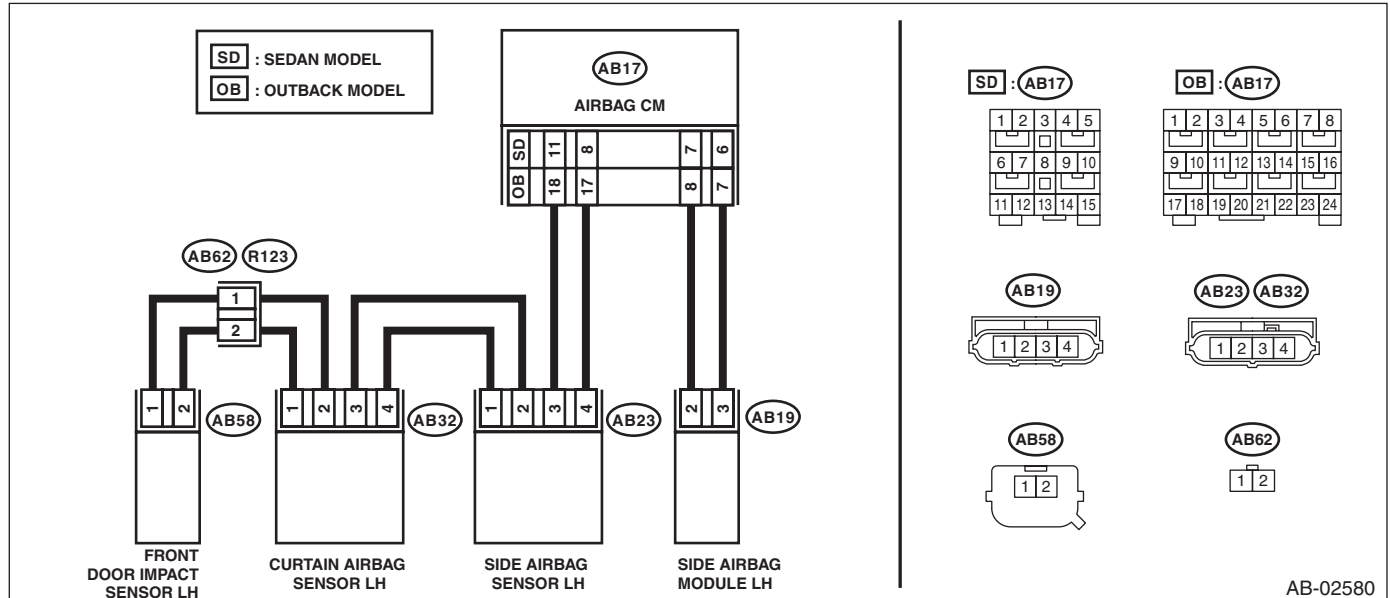 SD : SEDAN MODEL
OB : OUTBACK MODEL
AB17
AIRBAG CM
SD 11 8 7 6
OB 18 17 8 7
AB62 R123
1
2
1 2 AB58
1 2 3 4 AB32
1 2 3 4 AB23
2 3 AB19
FRONT
DOOR IMPACT
SENSOR LH
CURTAIN AIRBAG
SENSOR LH
SIDE AIRBAG
SENSOR LH
SIDE AIRBAG
MODULE LH
SD : AB17
1 2 3 4 5
6 7 8 9 10
11 12 13 14 15
OB : AB17
1 2 3 4 5 6 7 8
9 10 11 12 13 14 15 16
17 18 19 20 21 22 23 24
AB19
1 2 3 4
AB23 AB32
1 2 3 4
AB58
1 2
AB62
1 2
AB-02580